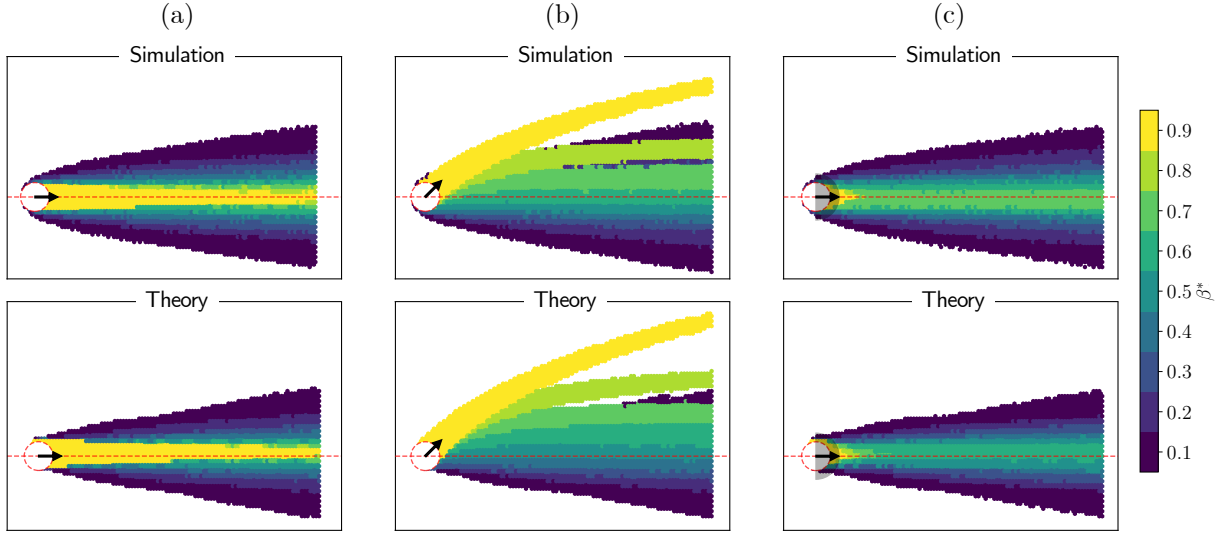 (a) (b) (c)
Simulation Simulation Simulation
Theory Theory Theory
0.9
0.8
0.7
0.6
0.5
0.4
0.3
0.2
0.1
β*